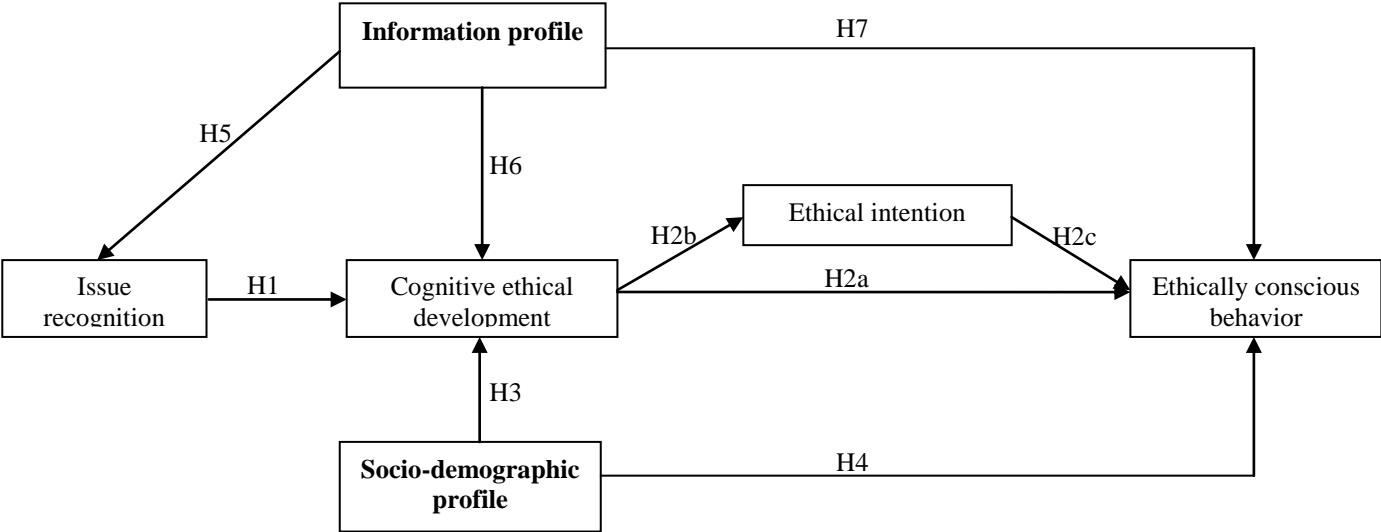 Information profile
H7
H5
H6
Ethical intention
H2b
H2c
Issue
recognition
H1
Cognitive ethical
development
H2a
Ethically conscious
behavior
H3
Socio-demographic
profile
H4